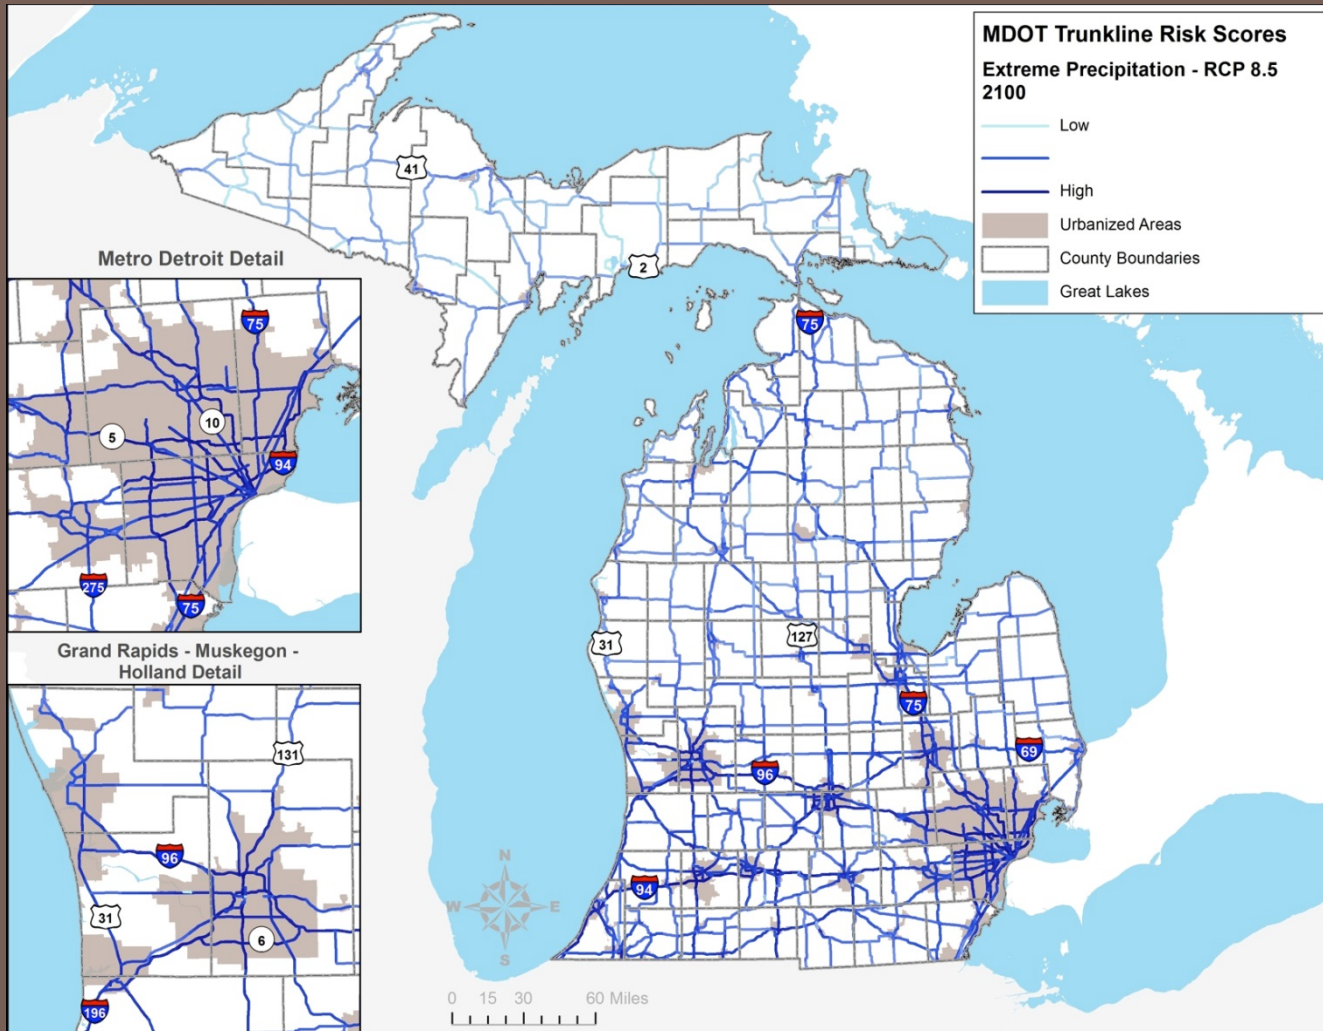 MDOT Trunkline Risk Scores
Extreme Precipitation - RCP 8.5
2100
Low
High
Urbanized Areas
County Boundaries
Great Lakes
41
2
75
31
127
75
69
96
94
Metro Detroit Detail
75
10
5
94
275
75
Grand Rapids - Muskegon -
Holland Detail
131
96
31
6
196
N
W E
S
0 15 30 60 Miles